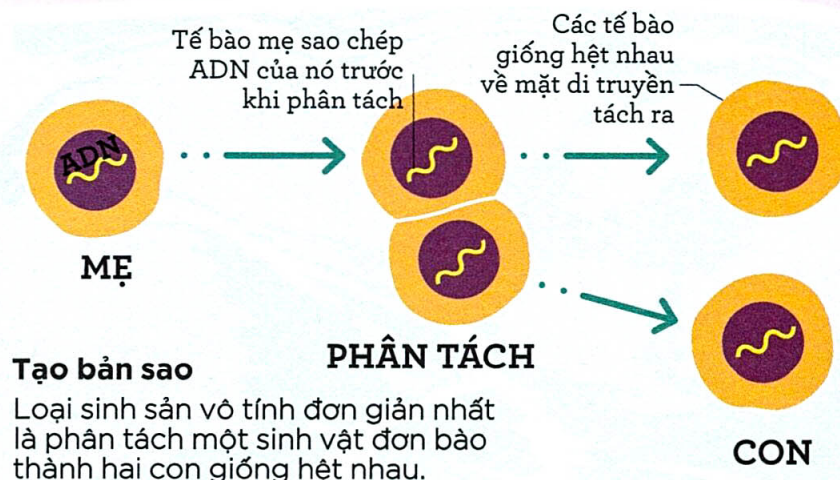 Tế bào mẹ sao chép
ADN của nó trước
khi phân tách
Các tế bào
giống hệt nhau
về mặt di truyền
tách ra
ADN
MẸ
PHÂN TÁCH
CON
Tạo bản sao
Loại sinh sản vô tính đơn giản nhất
là phân tách một sinh vật đơn bào
thành hai con giống hệt nhau.